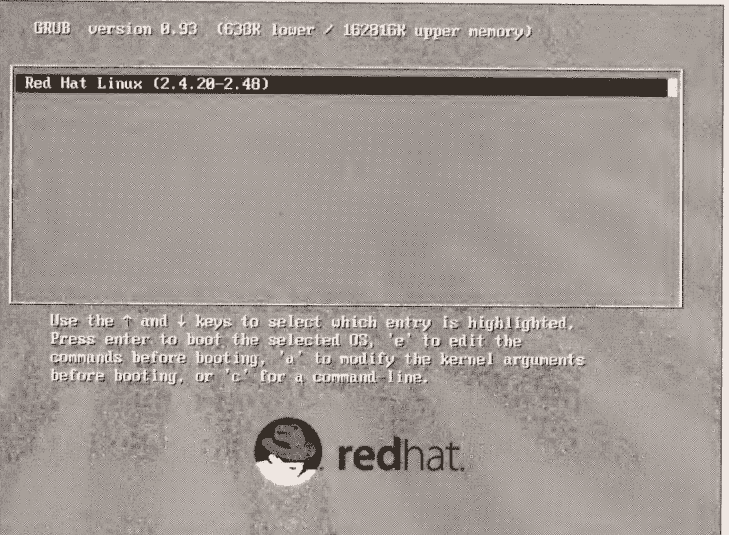 GRUB version 0.93 (638K lower / 162816K upper memory)
Red Hat Linux (2.4.20-2.48)
Use the ↑ and ↓ keys to select which entry is highlighted.
Press enter to boot the selected OS, 'e' to edit the
commands before booting, 'a' to modify the kernel arguments
before booting, or 'c' for a command line.
redhat.